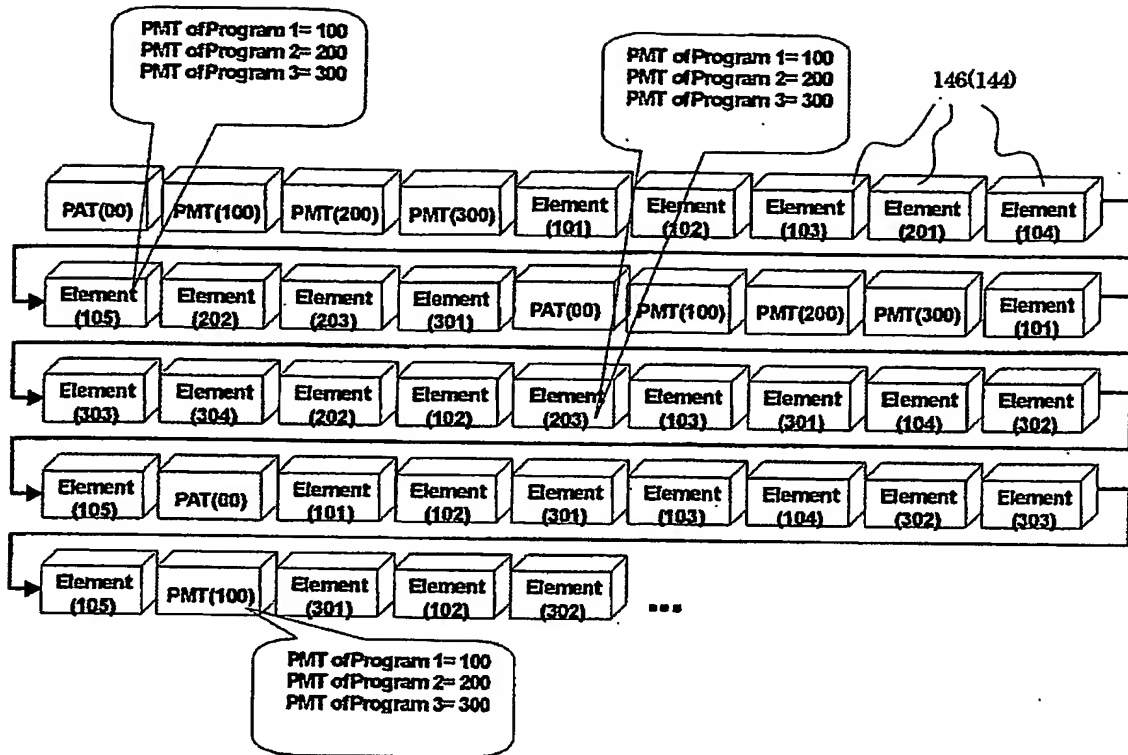 PMT of Program 1= 100
PMT of Program 2= 200
PMT of Program 3= 300
PMT of Program 1= 100
PMT of Program 2= 200
PMT of Program 3= 300
146(144)
PAT(00) PMT(100) PMT(200) PMT(300) Element (101) Element (102) Element (103) Element (201) Element (104)
Element (105) Element (202) Element (203) Element (301) PAT(00) PMT(100) PMT(200) PMT(300) Element (101)
Element (303) Element (304) Element (202) Element (102) Element (203) Element (103) Element (301) Element (104) Element (302)
Element (105) PAT(00) Element (101) Element (102) Element (301) Element (103) Element (104) Element (302) Element (303)
Element (105) PMT(100) Element (301) Element (102) Element (302) ...
PMT of Program 1= 100
PMT of Program 2= 200
PMT of Program 3= 300